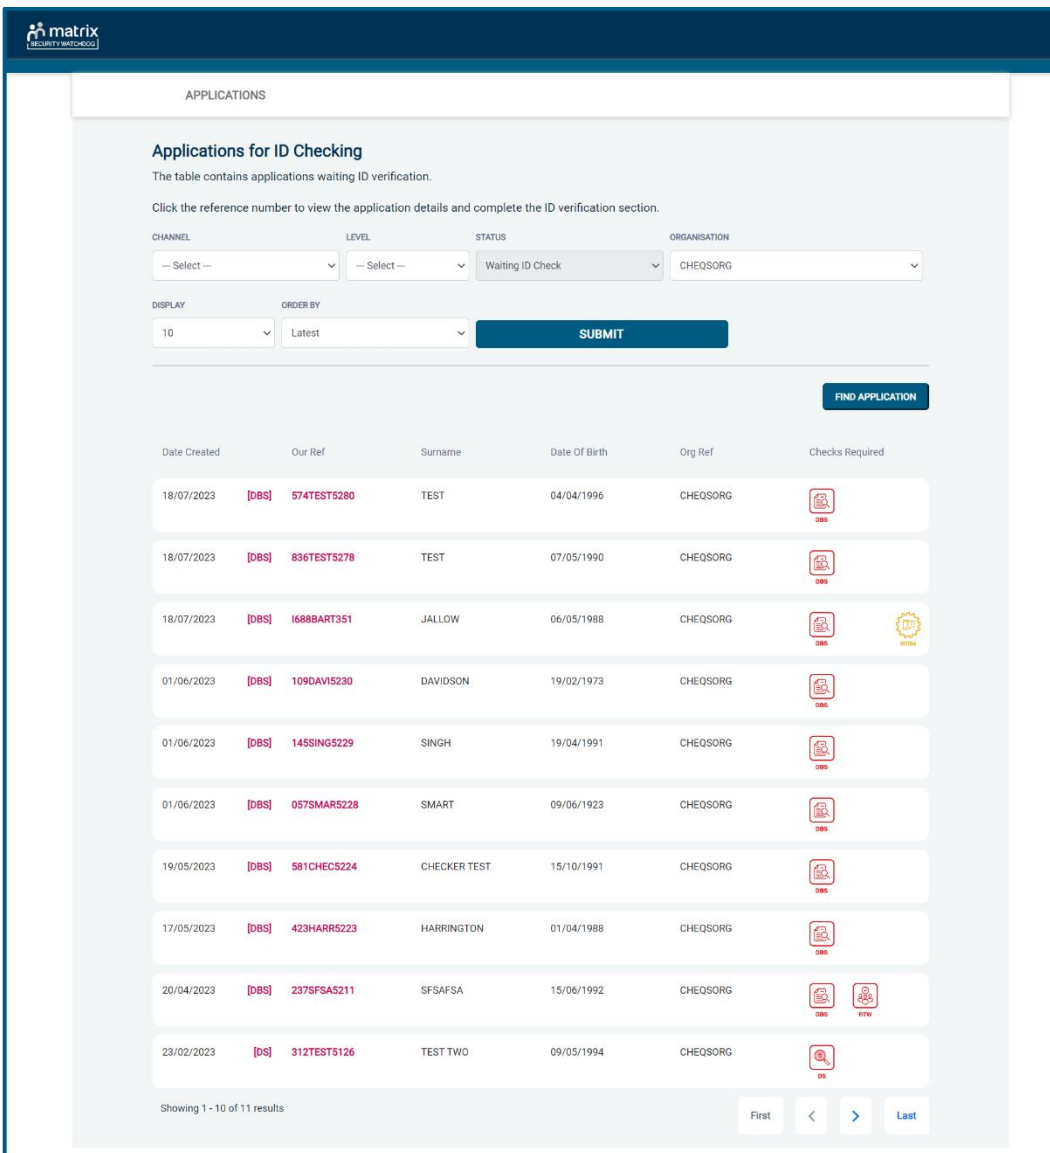 matrix
SECURITY WATCHDOG
APPLICATIONS
Applications for ID Checking
The table contains applications waiting ID verification.
Click the reference number to view the application details and complete the ID verification section.
CHANNEL LEVEL STATUS ORGANISATION
--- Select --- --- Select --- Waiting ID Check CHEQSORG
DISPLAY ORDER BY
10 Latest SUBMIT
FIND APPLICATION
Date Created Our Ref Surname Date Of Birth Org Ref Checks Required
18/07/2023 [DBS] 574TEST5280 TEST 04/04/1996 CHEQSORG
DBS
18/07/2023 [DBS] 836TEST5278 TEST 07/05/1990 CHEQSORG
DBS
18/07/2023 [DBS] I688BART351 JALLOW 06/05/1988 CHEQSORG
DBS
01/06/2023 [DBS] 109DAVI5230 DAVIDSON 19/02/1973 CHEQSORG
DBS
01/06/2023 [DBS] 145SING5229 SINGH 19/04/1991 CHEQSORG
DBS
01/06/2023 [DBS] 057SMAR5228 SMART 09/06/1923 CHEQSORG
DBS
19/05/2023 [DBS] 581CHEC5224 CHECKER TEST 15/10/1991 CHEQSORG
DBS
17/05/2023 [DBS] 423HARR5223 HARRINGTON 01/04/1988 CHEQSORG
DBS
20/04/2023 [DBS] 237SFSA5211 SFSAFSA 15/06/1992 CHEQSORG
DBS RTW
23/02/2023 [DS] 312TEST5126 TEST TWO 09/05/1994 CHEQSORG
DS
Showing 1 - 10 of 11 results
First < > Last